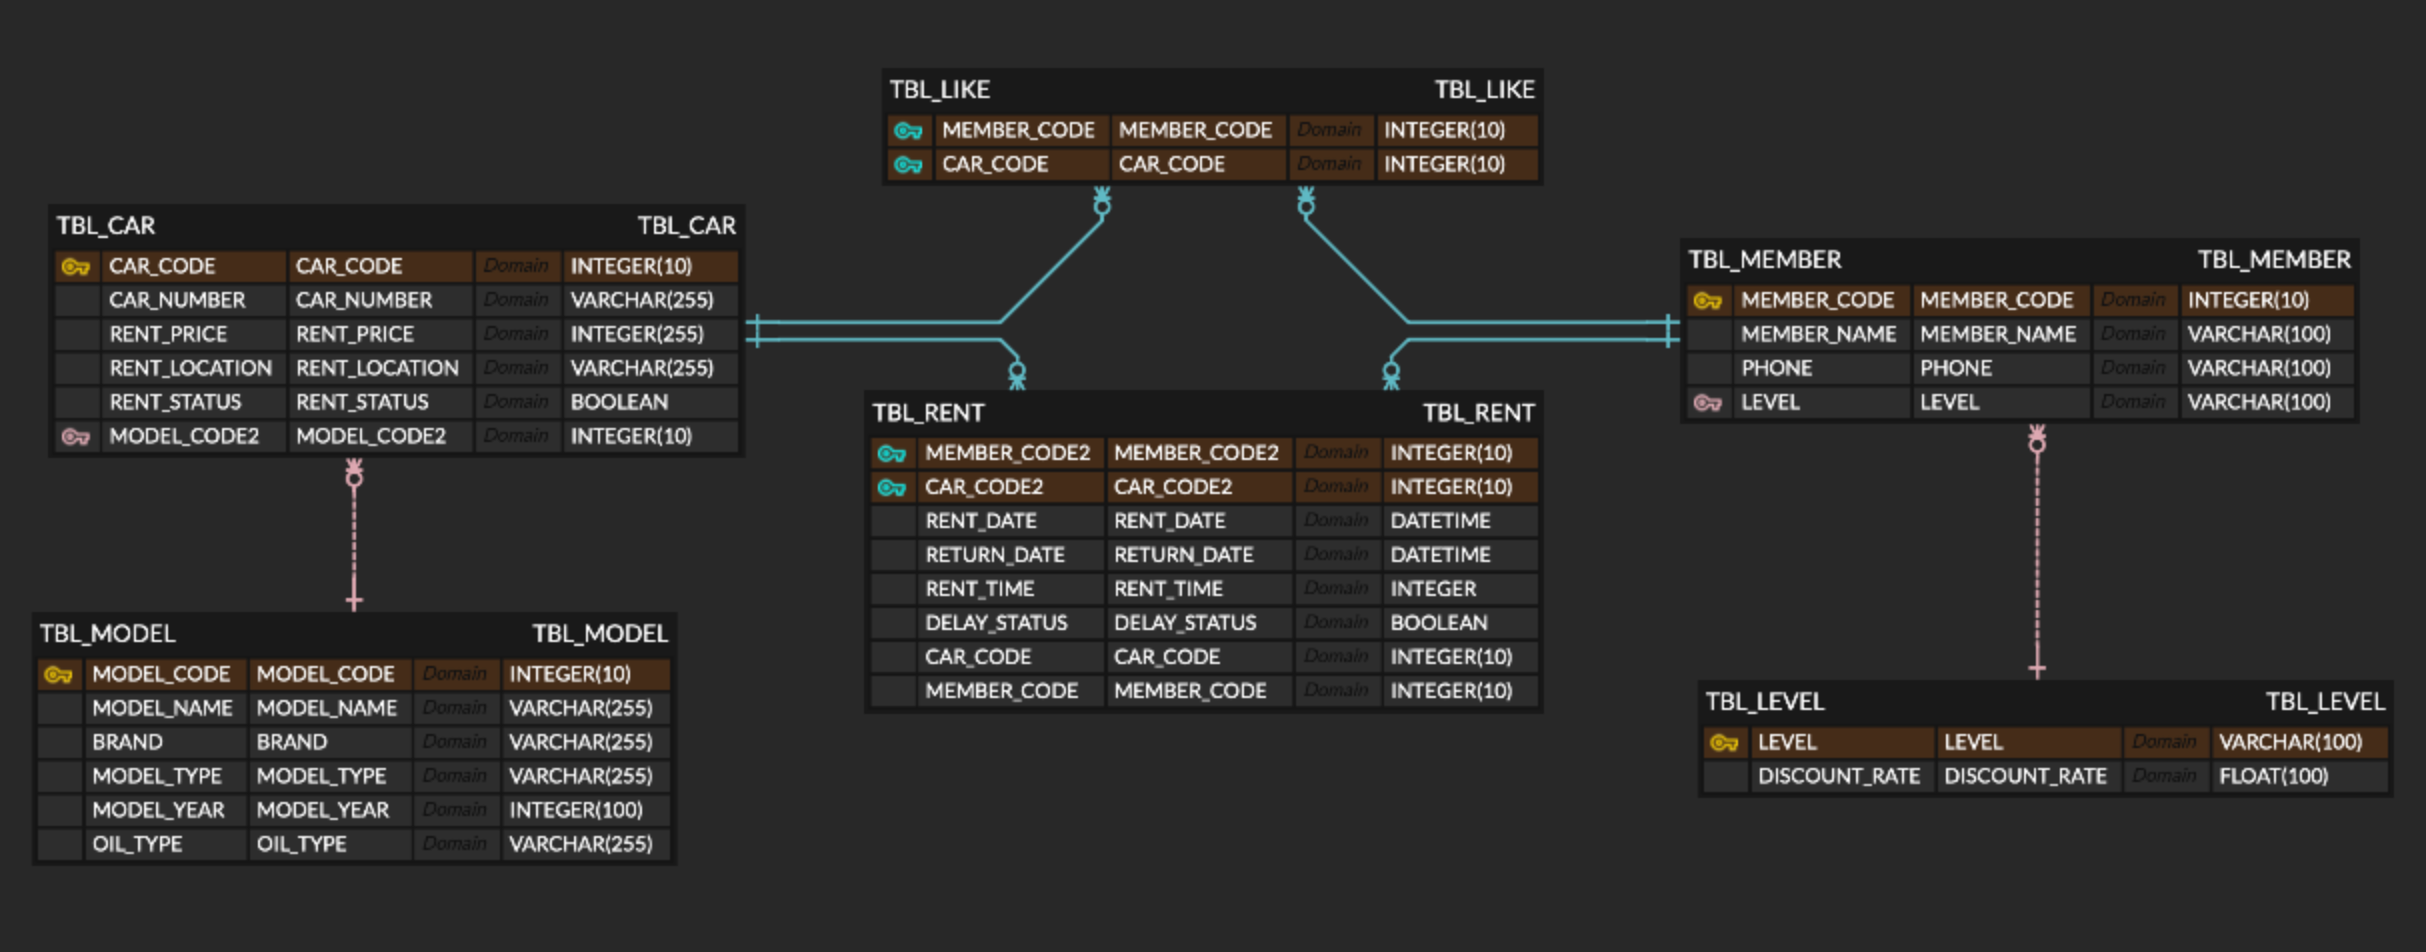 TBL_LIKE TBL_LIKE
MEMBER_CODE MEMBER_CODE Domain INTEGER(10)
CAR_CODE CAR_CODE Domain INTEGER(10)
TBL_CAR TBL_CAR
CAR_CODE CAR_CODE Domain INTEGER(10)
CAR_NUMBER CAR_NUMBER Domain VARCHAR(255)
RENT_PRICE RENT_PRICE Domain INTEGER(255)
RENT_LOCATION RENT_LOCATION Domain VARCHAR(255)
RENT_STATUS RENT_STATUS Domain BOOLEAN
MODEL_CODE2 MODEL_CODE2 Domain INTEGER(10)
TBL_MEMBER TBL_MEMBER
MEMBER_CODE MEMBER_CODE Domain INTEGER(10)
MEMBER_NAME MEMBER_NAME Domain VARCHAR(100)
PHONE PHONE Domain VARCHAR(100)
LEVEL LEVEL Domain VARCHAR(100)
TBL_RENT TBL_RENT
MEMBER_CODE2 MEMBER_CODE2 Domain INTEGER(10)
CAR_CODE2 CAR_CODE2 Domain INTEGER(10)
RENT_DATE RENT_DATE Domain DATETIME
RETURN_DATE RETURN_DATE Domain DATETIME
RENT_TIME RENT_TIME Domain INTEGER
DELAY_STATUS DELAY_STATUS Domain BOOLEAN
CAR_CODE CAR_CODE Domain INTEGER(10)
MEMBER_CODE MEMBER_CODE Domain INTEGER(10)
TBL_MODEL TBL_MODEL
MODEL_CODE MODEL_CODE Domain INTEGER(10)
MODEL_NAME MODEL_NAME Domain VARCHAR(255)
BRAND BRAND Domain VARCHAR(255)
MODEL_TYPE MODEL_TYPE Domain VARCHAR(255)
MODEL_YEAR MODEL_YEAR Domain INTEGER(100)
OIL_TYPE OIL_TYPE Domain VARCHAR(255)
TBL_LEVEL TBL_LEVEL
LEVEL LEVEL Domain VARCHAR(100)
DISCOUNT_RATE DISCOUNT_RATE Domain FLOAT(100)